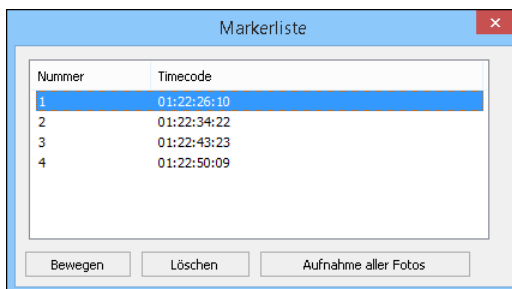 Markerliste
Nummer Timecode
1 01:22:26:10
2 01:22:34:22
3 01:22:43:23
4 01:22:50:09
Bewegen Löschen Aufnahme aller Fotos